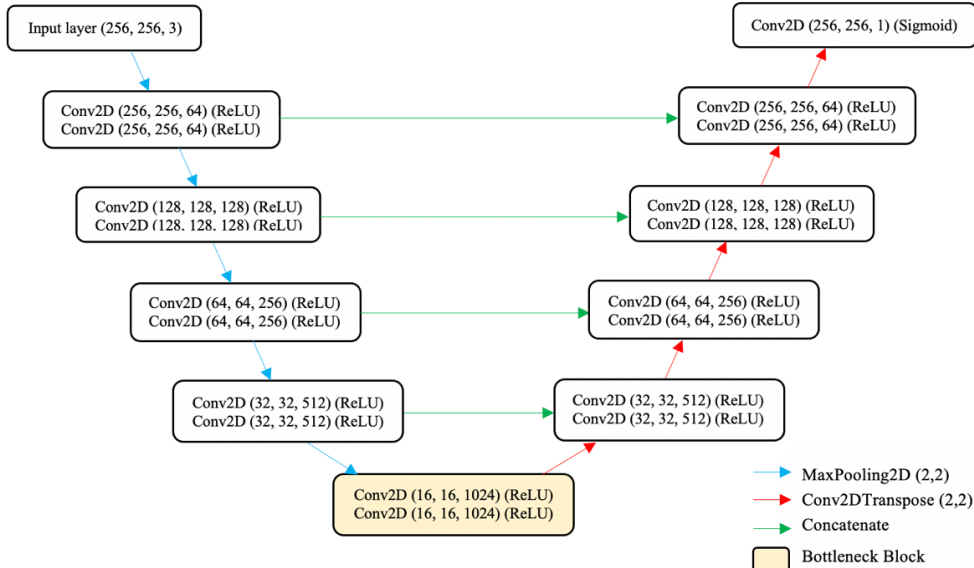 Input layer (256, 256, 3)
Conv2D (256, 256, 1) (Sigmoid)
Conv2D (256, 256, 64) (ReLU)
Conv2D (256, 256, 64) (ReLU)
Conv2D (256, 256, 64) (ReLU)
Conv2D (256, 256, 64) (ReLU)
Conv2D (128, 128, 128) (ReLU)
Conv2D (128, 128, 128) (ReLU)
Conv2D (128, 128, 128) (ReLU)
Conv2D (128, 128, 128) (ReLU)
Conv2D (64, 64, 256) (ReLU)
Conv2D (64, 64, 256) (ReLU)
Conv2D (64, 64, 256) (ReLU)
Conv2D (64, 64, 256) (ReLU)
Conv2D (32, 32, 512) (ReLU)
Conv2D (32, 32, 512) (ReLU)
Conv2D (32, 32, 512) (ReLU)
Conv2D (32, 32, 512) (ReLU)
Conv2D (16, 16, 1024) (ReLU)
Conv2D (16, 16, 1024) (ReLU)
MaxPooling2D (2,2)
Conv2DTranspose (2,2)
Concatenate
Bottleneck Block